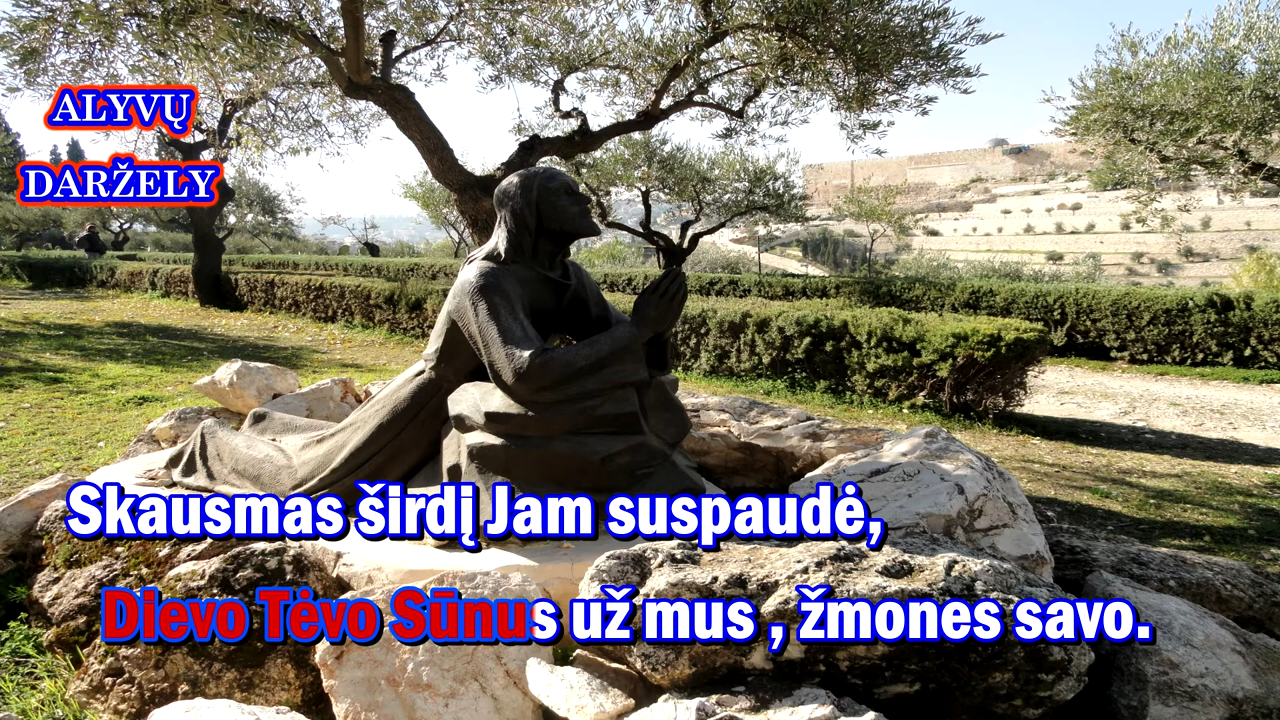 ALYVŲ
DARŽELY
Skausmas širdį Jam suspaudė,
Dievo Tėvo Sūnus už mus , žmones savo.